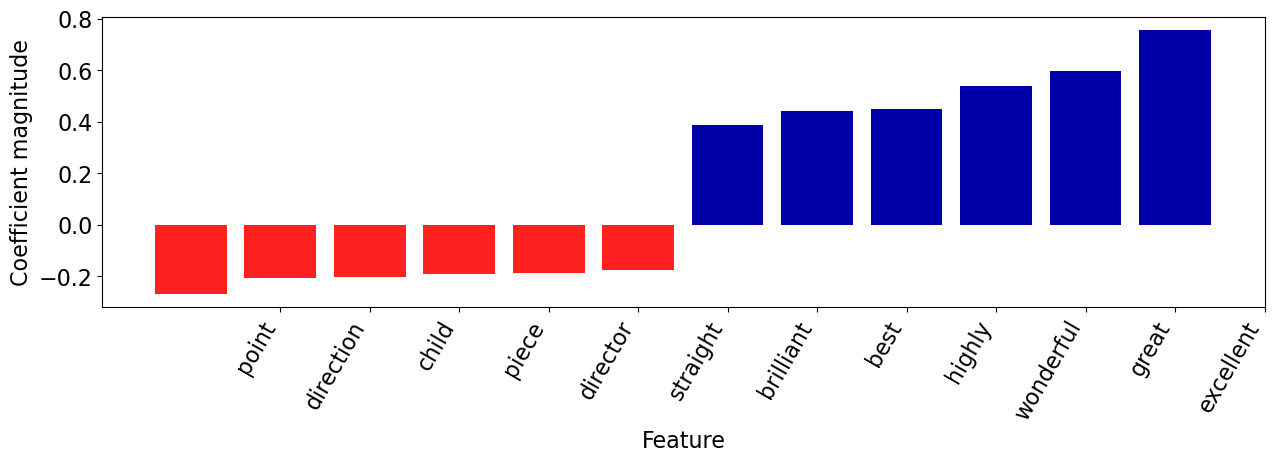 Coefficient magnitude
0.8
0.6
0.4
0.2
0.0
−0.2
point
direction
child
piece
director
straight
brilliant
best
highly
wonderful
great
excellent
Feature